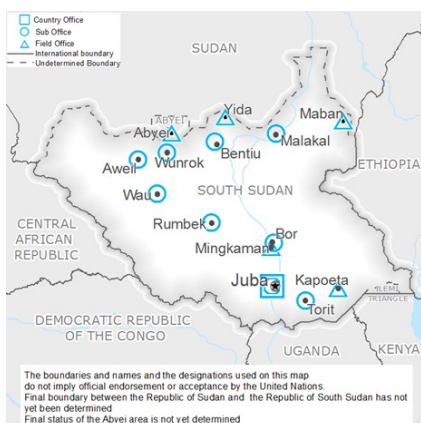 Country Office
Sub Office
Field Office
International boundary
Undetermined Boundary
SUDAN
Yida
Maban
ABYEI
Abyei
Malakal
Bentiu
Wunrok
Aweil
ETHIOPIA
SOUTH SUDAN
Wau
Rumbek
CENTRAL
AFRICAN
REPUBLIC
Bor
Mingkaman
Juba
Kapoeta
ILEMI
TRIANGLE
Torit
DEMOCRATIC REPUBLIC
OF THE CONGO
UGANDA
KENYA
The boundaries and names and the designations used on this map
do not imply official endorsement or acceptance by the United Nations.
Final boundary between the Republic of Sudan and the Republic of South Sudan has not
yet been determined
Final status of the Abyei area is not yet determined